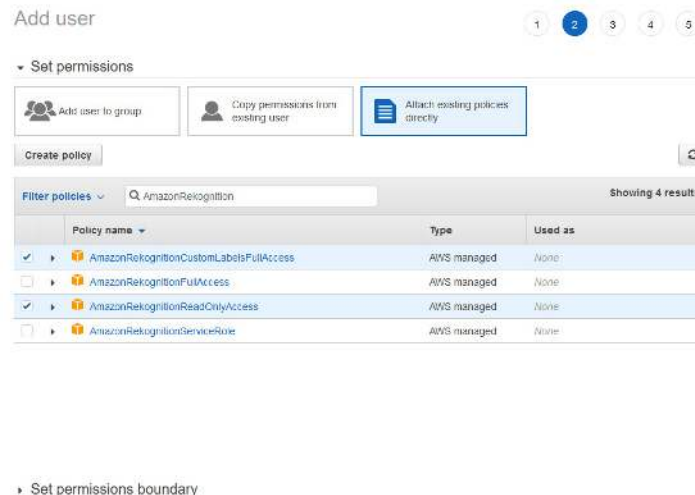 Add user
1 2 3 4 5
Set permissions
Add user to group
Copy permissions from
existing user
Attach existing policies
directly
Create policy
Filter policies
AmazonRekognition
Showing 4 results
Policy name Type Used as
AmazonRekognitionCustomLabelsFullAccess AWS managed None
AmazonRekognitionFullAccess AWS managed None
AmazonRekognitionReadOnlyAccess AWS managed None
AmazonRekognitionServiceRole AWS managed None
Set permissions boundary